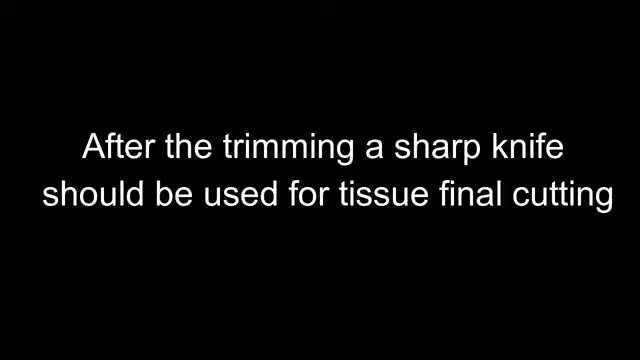 After the trimming a sharp knife
should be used for tissue final cutting